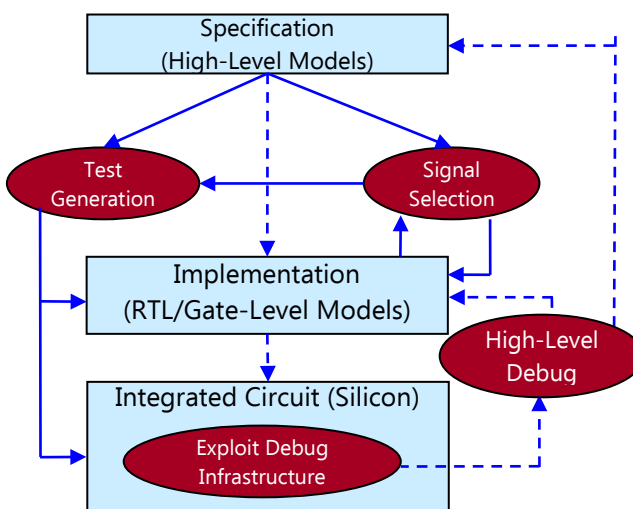 Specification
(High-Level Models)
Test
Generation
Signal
Selection
Implementation
(RTL/Gate-Level Models)
High-Level
Debug
Integrated Circuit (Silicon)
Exploit Debug
Infrastructure